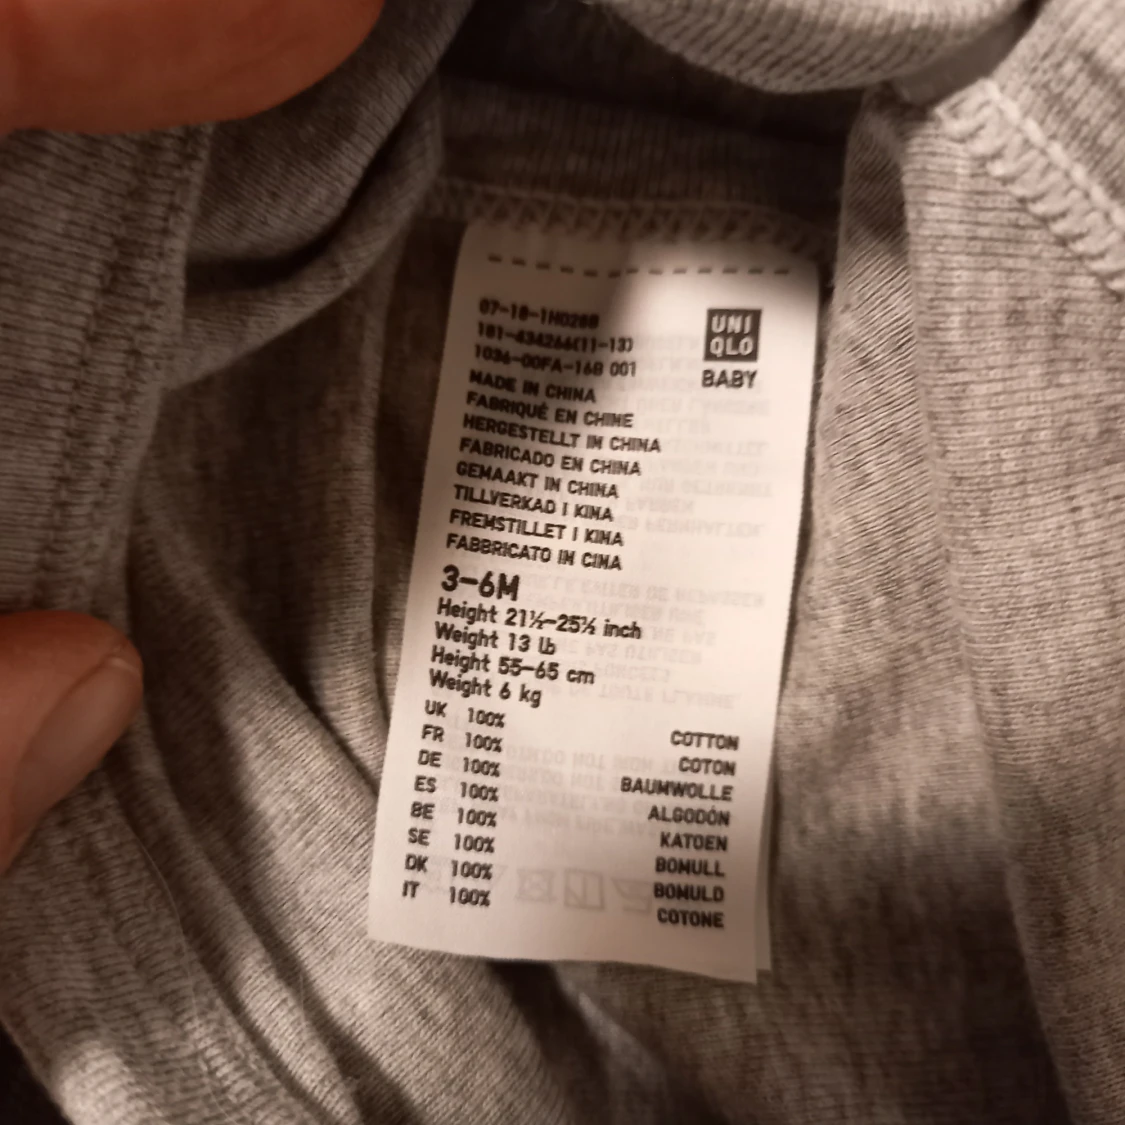 07-18-1H028B
181-434266(11-13)
1036-00FA-16B 001
UNI
QLO
BABY
MADE IN CHINA
FABRIQUÉ EN CHINE
HERGESTELLT IN CHINA
FABRICADO EN CHINA
GEMAAKT IN CHINA
TILLVERKAD I KINA
FREMSTILLET I KINA
FABBRICATO IN CINA
3-6M
Height 21½-25½ inch
Weight 13 lb
Height 55-65 cm
Weight 6 kg
UK 100% COTTON
FR 100% COTON
DE 100% BAUMWOLLE
ES 100% ALGODÓN
BE 100% KATOEN
SE 100% BOMULL
DK 100% BOMULD
IT 100% COTONE